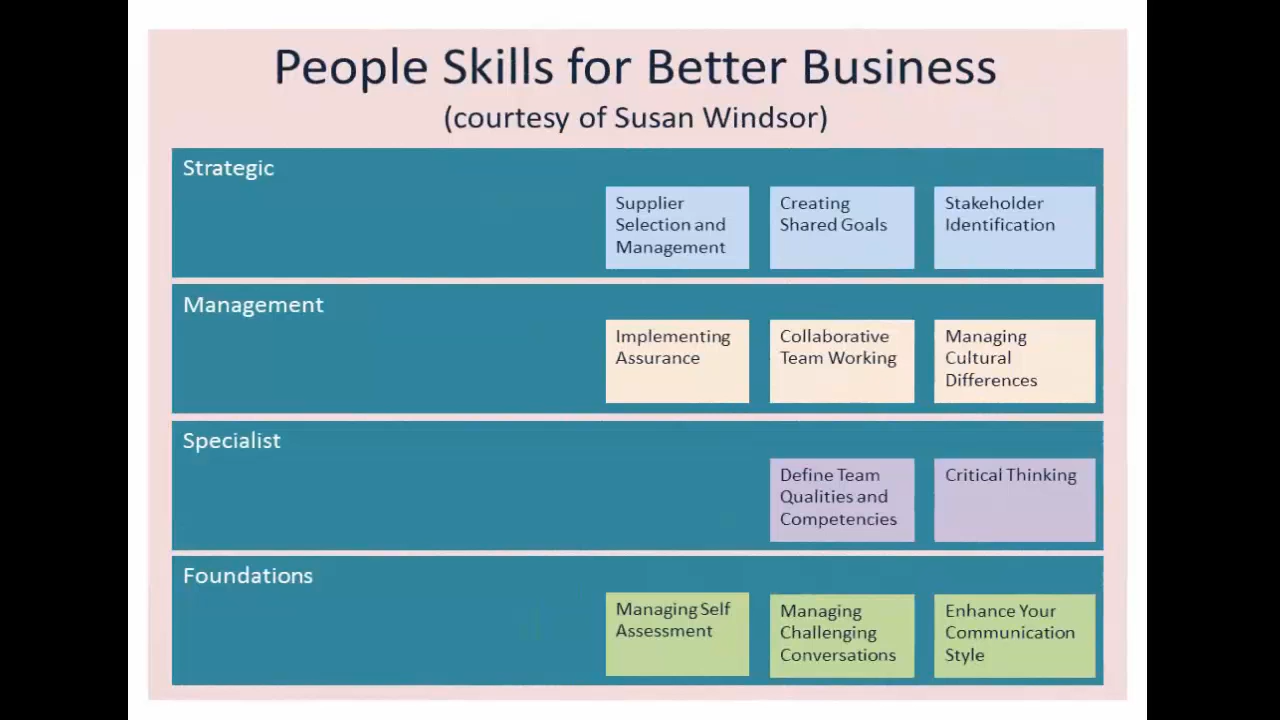 People Skills for Better Business
(courtesy of Susan Windsor)
Strategic
Supplier
Selection and
Management
Creating
Shared Goals
Stakeholder
Identification
Management
Implementing
Assurance
Collaborative
Team Working
Managing
Cultural
Differences
Specialist
Define Team
Qualities and
Competencies
Critical Thinking
Foundations
Managing Self
Assessment
Managing
Challenging
Conversations
Enhance Your
Communication
Style